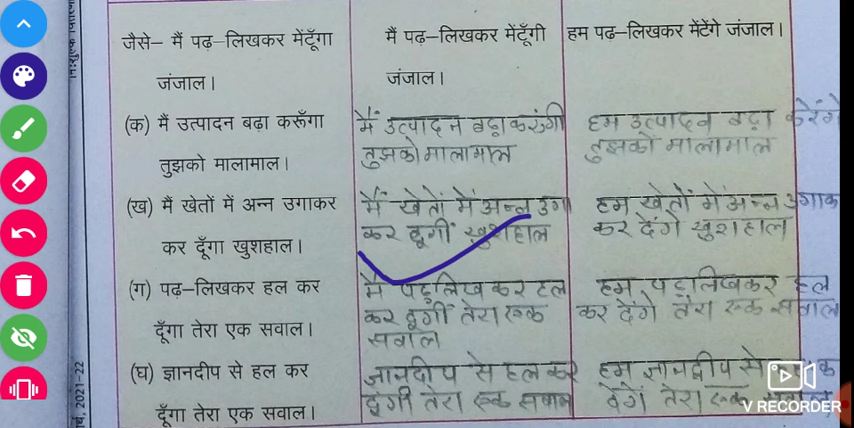 जैसे– मैं पढ़–लिखकर मेंटूँगा
जंजाल।
मैं पढ़–लिखकर मेंटूँगी
जंजाल।
हम पढ़–लिखकर मेंटेंगे जंजाल।
(क) मैं उत्पादन बढ़ा करूँगा
तुझको मालामाल।
मैं उत्पादन बढ़ा करुंगी
तुझको मालामाल
हम उत्पादन बढ़ा करेंगे
तुझको मालामाल
(ख) मैं खेतों में अन्न उगाकर
कर दूँगा खुशहाल।
मैं खेतों में अन्न उगा
कर दूगीं खुशहाल
हम खेतों में अन्न उगाक
कर देंगे खुशहाल
(ग) पढ़–लिखकर हल कर
दूँगा तेरा एक सवाल।
मैं पढ़लिखकर हल
कर दूगीं तेरा एक
सवाल
हम पढ़लिखकर हल
कर देंगे तेरा एक सवाल
(घ) ज्ञानदीप से हल कर
दूँगा तेरा एक सवाल।
ज्ञानदीप से हल कर
दूंगी तेरा एक सवाल
हम ज्ञानदीप से
देंगें तेरा एक सवाल
2021-22
V RECORDER